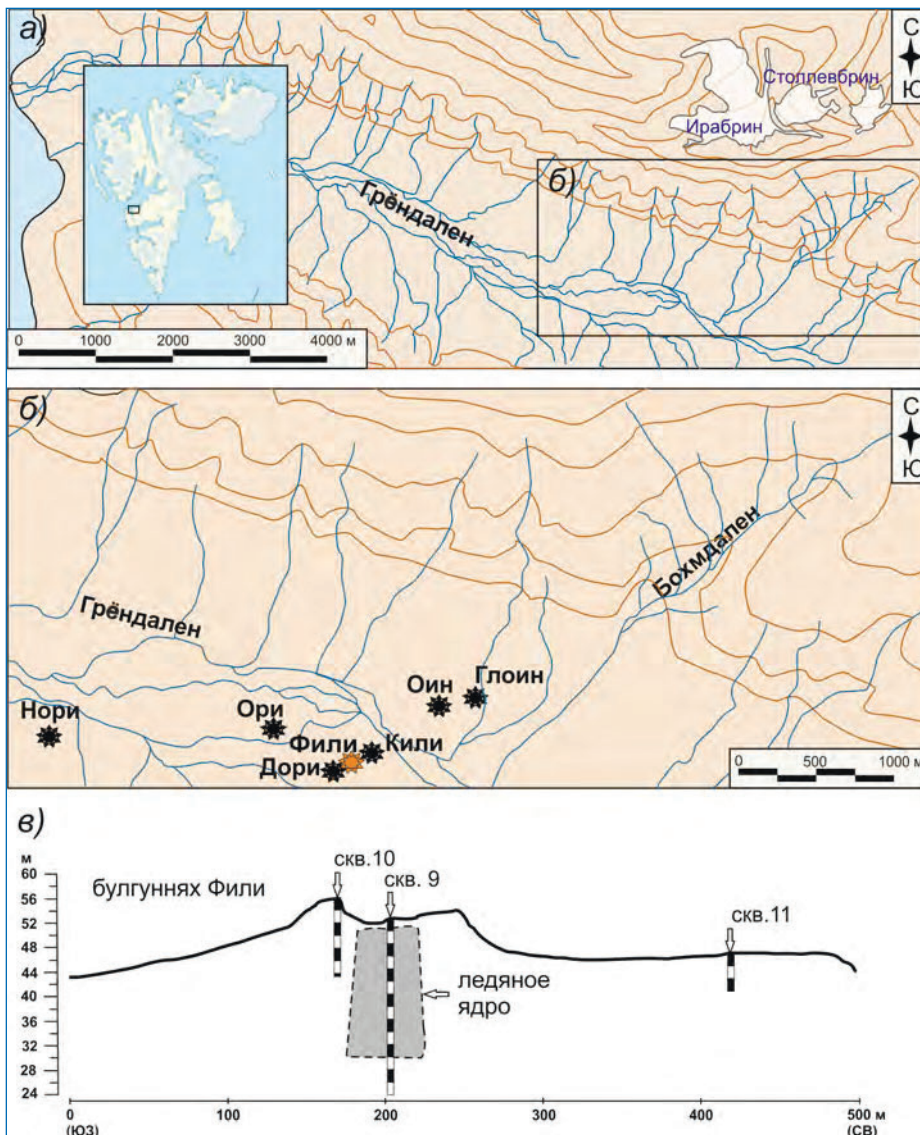 а)
С
Ю
Столлевбрин
Ирабрин
б)
Грёндален
0 1000 2000 3000 4000 м
б)
С
Ю
Бохмдален
Грёндален
Оин Глоин
Нори Ори
Фили Кили
Дори
0 500 1000 м
в)
м
60
56
52
48
44
40
36
32
28
24
булгуннях Фили
скв.10
скв. 9
скв.11
ледяное
ядро
0 100 200 300 400 500 м
(ЮЗ) (СВ)